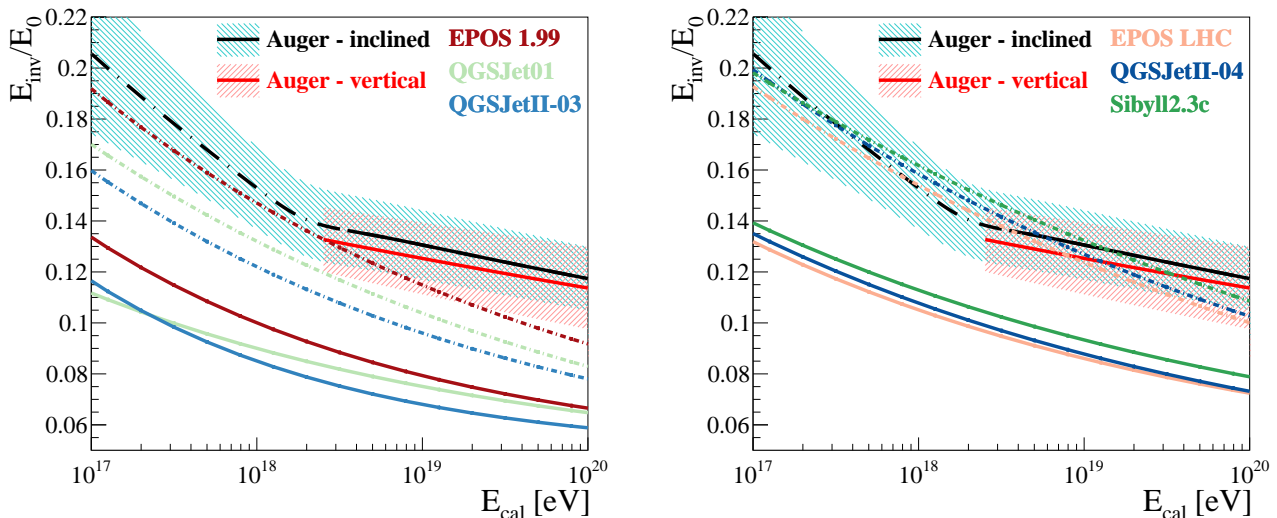 E_inv/E_0
0.22
0.2
0.18
0.16
0.14
0.12
0.1
0.08
0.06
Auger - inclined
Auger - vertical
EPOS 1.99
QGSJet01
QGSJetII-03
10^17
10^18
10^19
10^20
E_cal [eV]
E_inv/E_0
0.22
0.2
0.18
0.16
0.14
0.12
0.1
0.08
0.06
Auger - inclined
Auger - vertical
EPOS LHC
QGSJetII-04
Sibyll2.3c
10^17
10^18
10^19
10^20
E_cal [eV]